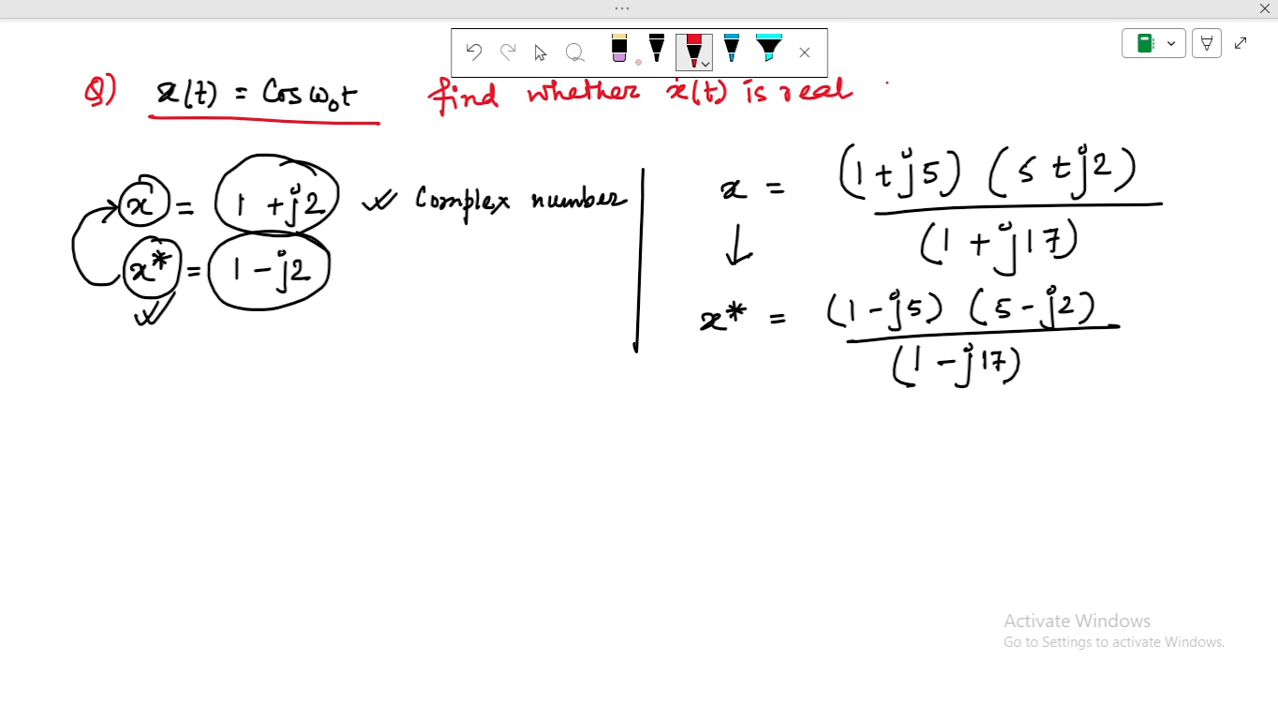 Q) x(t) = Cos ω₀t find whether x(t) is real
x = 1 + j2 Complex number
x* = 1 - j2
x = (1 + j5) (5 + j2)
(1 + j17)
x* = (1 - j5) (5 - j2)
(1 - j17)
Activate Windows
Go to Settings to activate Windows.